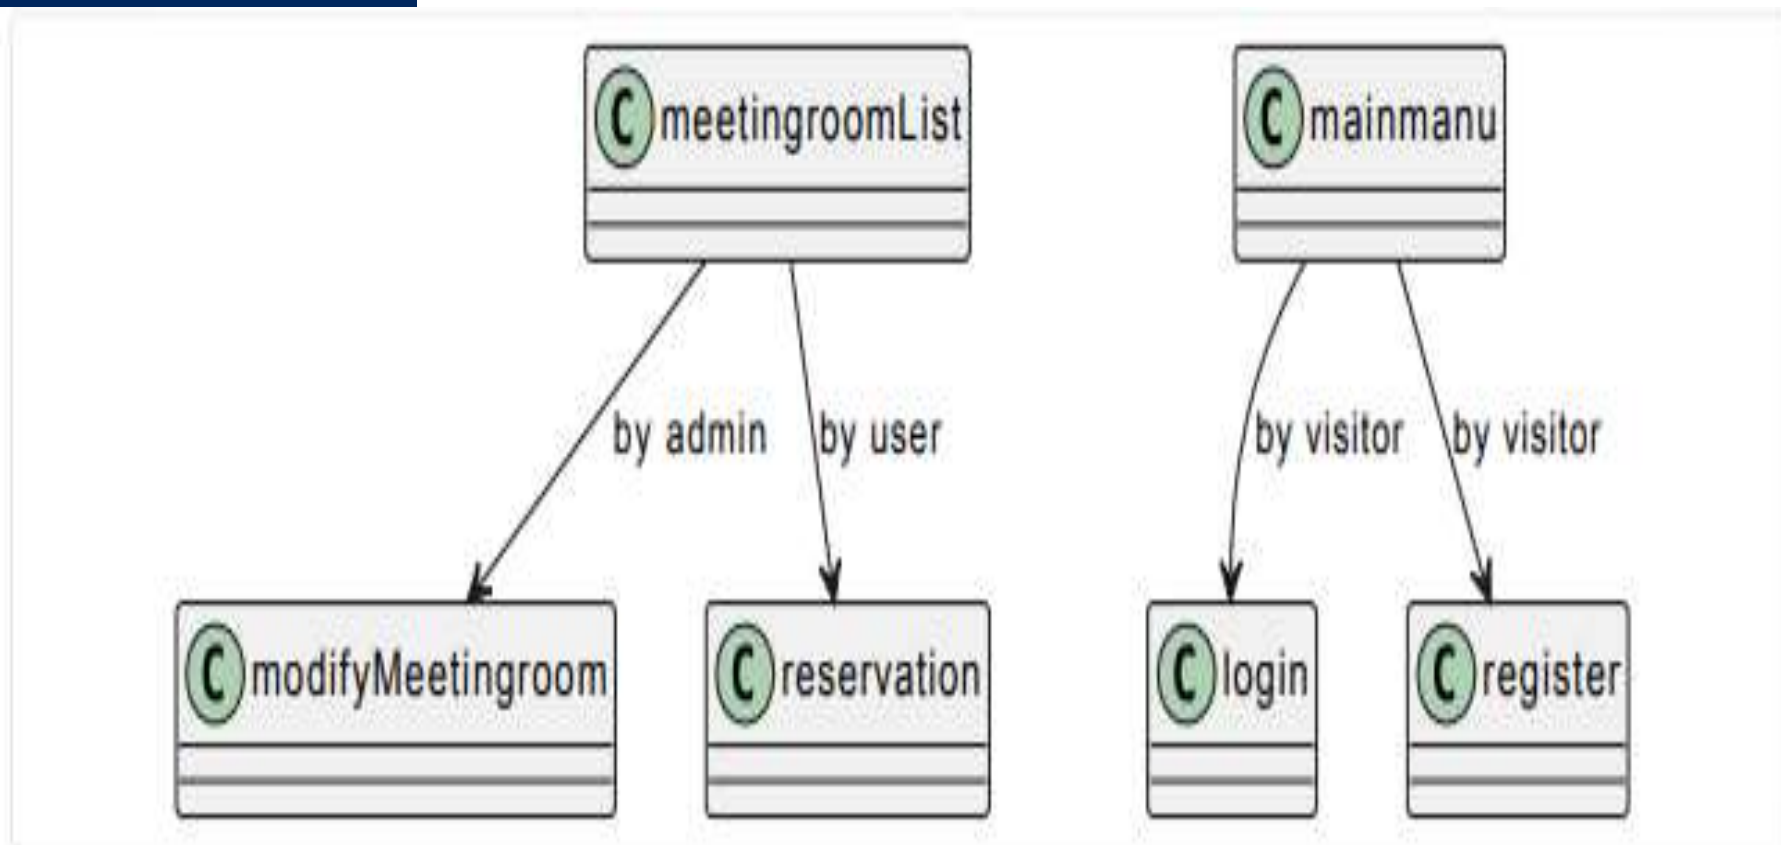 C meetingroomList
C mainmanu
by admin
by user
by visitor
by visitor
C modifyMeetingroom
C reservation
C login
C register